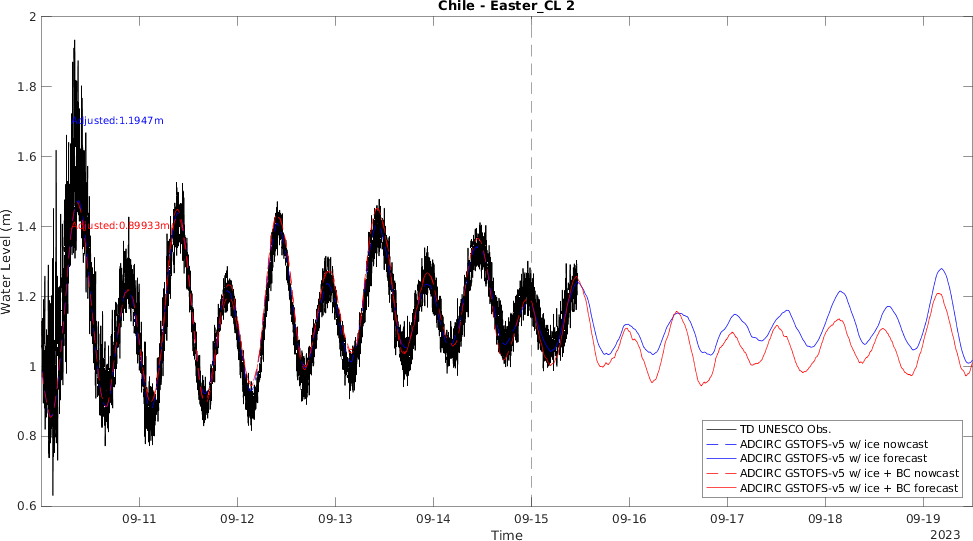 Chile - Easter_CL 2
Water Level (m)
2
1.8
1.6
1.4
1.2
1
0.8
0.6
Adjusted:1.1947m
Adjusted:0.89933m
TD UNESCO Obs.
ADCIRC GSTOFS-v5 w/ ice nowcast
ADCIRC GSTOFS-v5 w/ ice forecast
ADCIRC GSTOFS-v5 w/ ice + BC nowcast
ADCIRC GSTOFS-v5 w/ ice + BC forecast
09-11 09-12 09-13 09-14 09-15 09-16 09-17 09-18 09-19
Time
2023